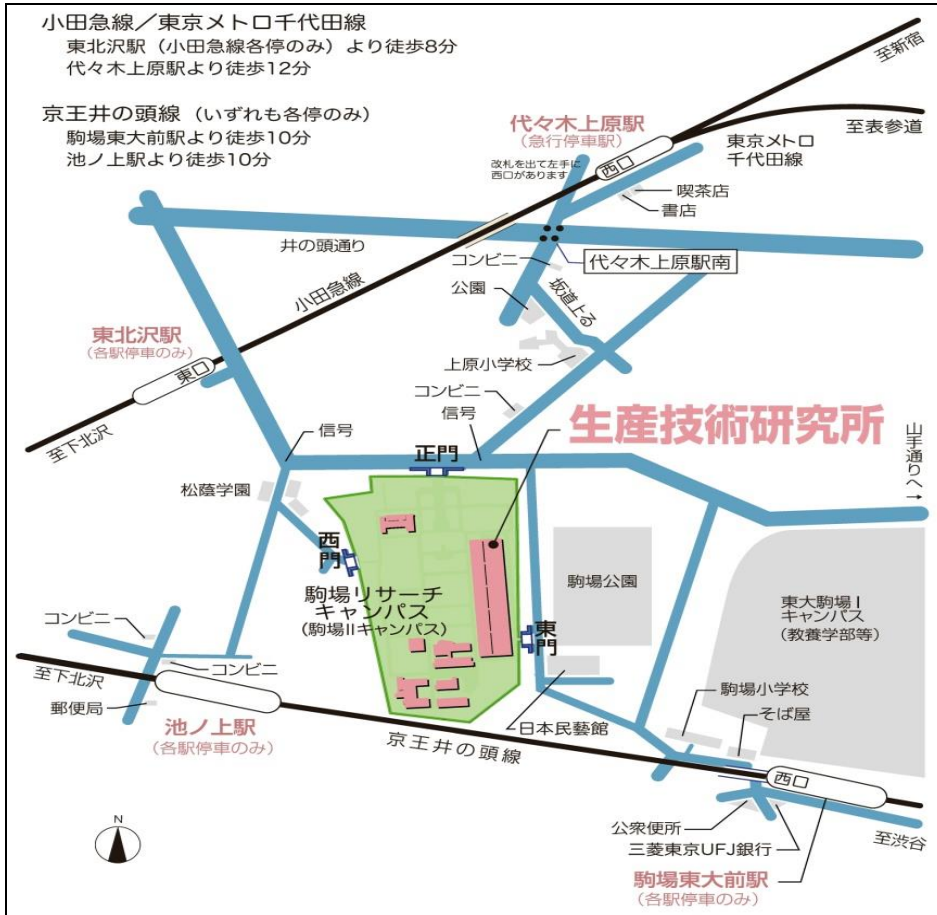 小田急線／東京メトロ千代田線
東北沢駅（小田急線各停のみ）より徒歩8分
代々木上原駅より徒歩12分
京王井の頭線（いずれも各停のみ）
駒場東大前駅より徒歩10分
池ノ上駅より徒歩10分
至新宿
代々木上原駅
（急行停車駅）
西口
東京メトロ
千代田線
至表参道
改札を出て左手に
西口があります
喫茶店
書店
井の頭通り
コンビニ
代々木上原駅南
小田急線
公園
坂道上る
東北沢駅
（各駅停車のみ）
東口
上原小学校
コンビニ
信号
至下北沢
信号
正門
生産技術研究所
山手通りへ→
松蔭学園
西門
駒場リサーチ
キャンパス
（駒場IIキャンパス）
駒場公園
東大駒場I
キャンパス
（教養学部等）
東門
コンビニ
コンビニ
至下北沢
郵便局
池ノ上駅
（各駅停車のみ）
京王井の頭線
日本民藝館
駒場小学校
そば屋
西口
N
公衆便所
三菱東京UFJ銀行
至渋谷
駒場東大前駅
（各駅停車のみ）